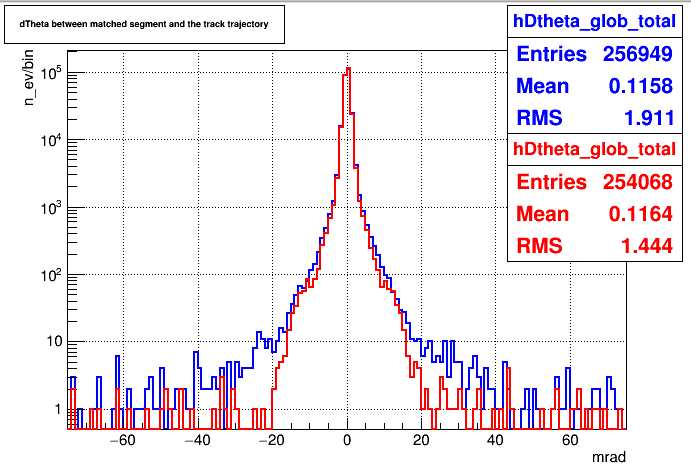 dTheta between matched segment and the track trajectory
hDtheta_glob_total
Entries 256949
Mean 0.1158
RMS 1.911
hDtheta_glob_total
Entries 254068
Mean 0.1164
RMS 1.444
n_ev/bin
10^5
10^4
10^3
10^2
10
1
−60 −40 −20 0 20 40 60
mrad